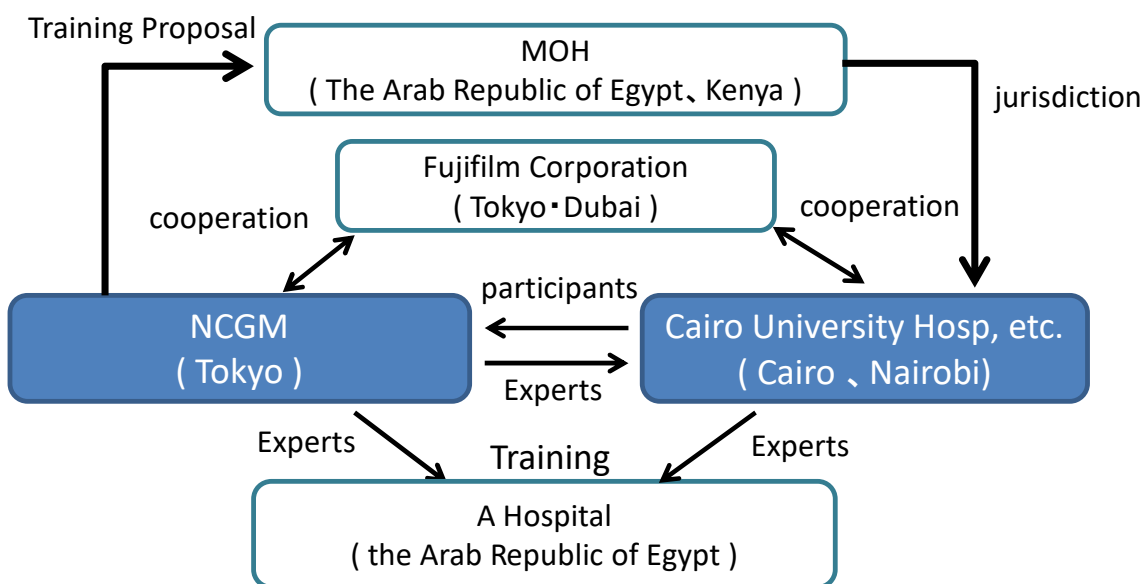 Training Proposal
MOH
( The Arab Republic of Egypt、Kenya )
jurisdiction
Fujifilm Corporation
( Tokyo・Dubai )
cooperation
cooperation
participants
NCGM
( Tokyo )
Cairo University Hosp, etc.
( Cairo 、Nairobi)
Experts
Experts
Training
Experts
A Hospital
( the Arab Republic of Egypt )